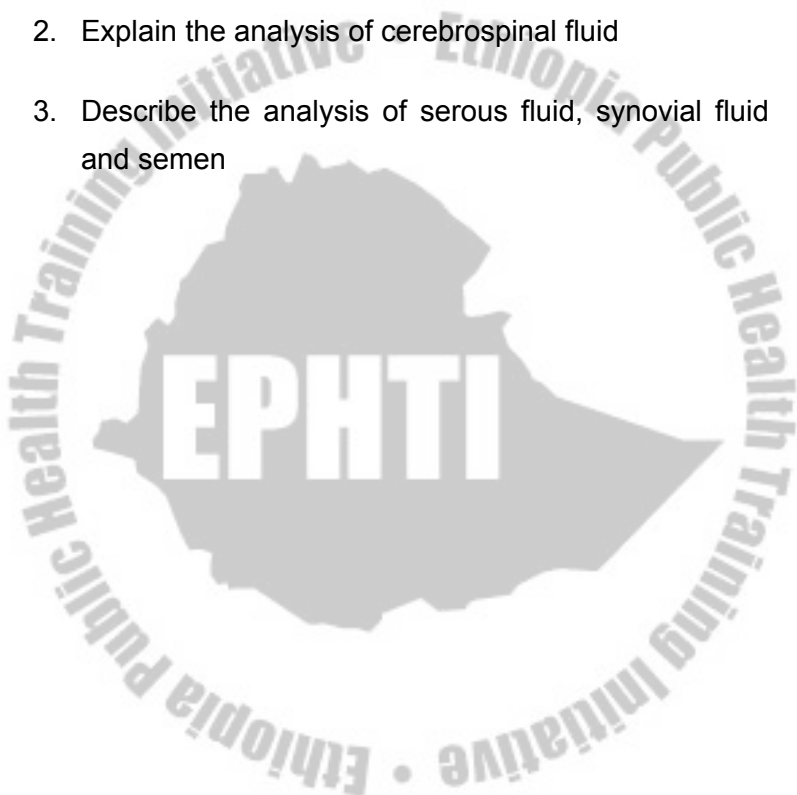 2. Explain the analysis of cerebrospinal fluid
3. Describe the analysis of serous fluid, synovial fluid
and semen
Ethiopia Public Health Training Initiative • Ethiopia Public Health Training Initiative •
EPHTI